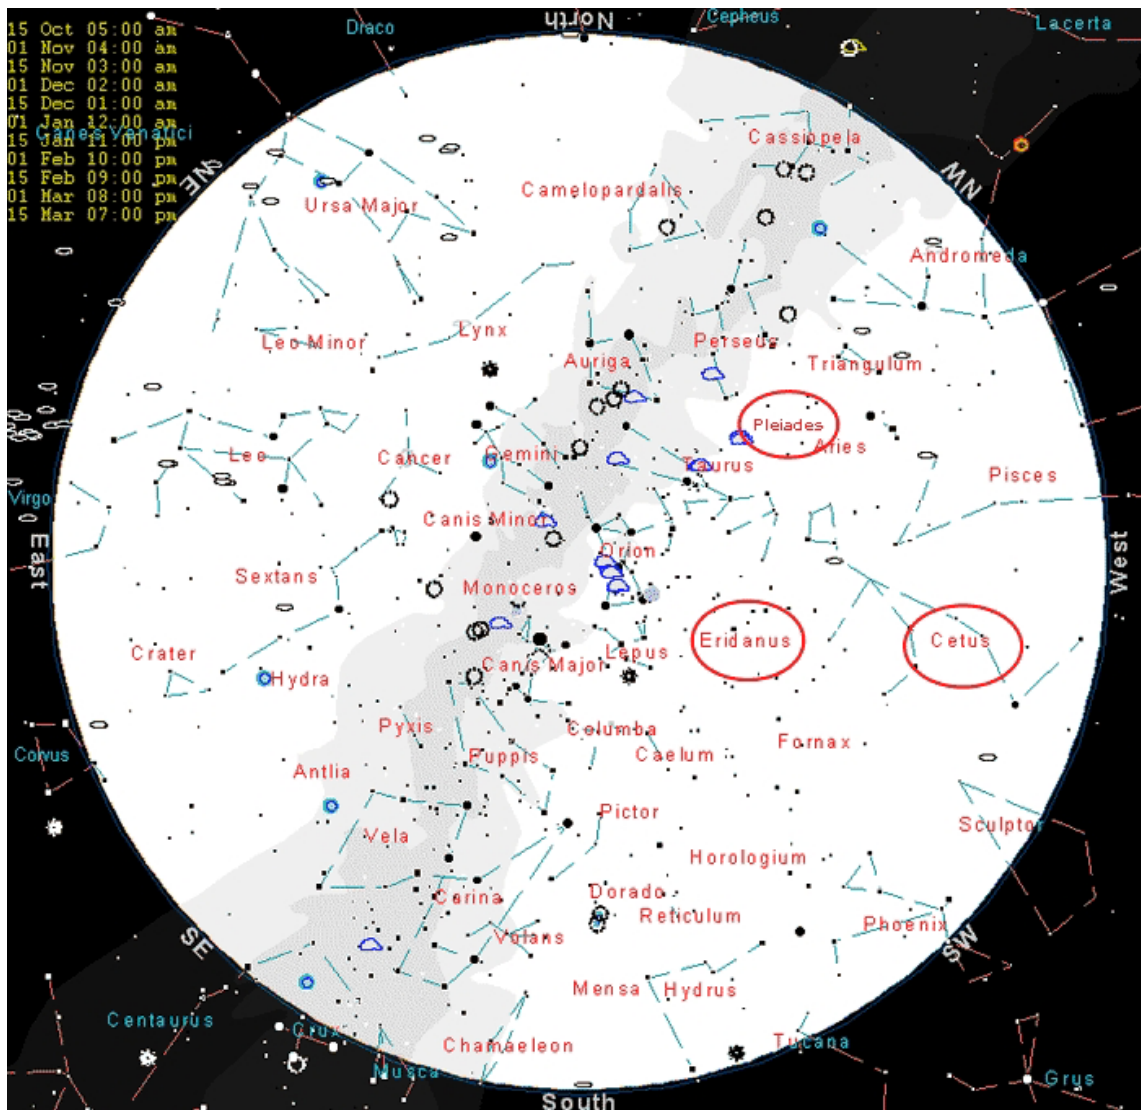 North
Cepheus
Lacerta
Draco
15 Oct 05:00 am
01 Nov 04:00 am
15 Nov 03:00 am
01 Dec 02:00 am
15 Dec 01:00 am
01 Jan 12:00 am
15 Jan 11:00 pm
01 Feb 10:00 pm
15 Feb 09:00 pm
01 Mar 08:00 pm
15 Mar 07:00 pm
Canes Venatici
Cassiopela
NE
NW
Camelopardalis
Ursa Major
Andromeda
Lynx
Leo Minor
Perseus
Auriga
Triangulum
Pleiades
Aries
Leo
Cancer
Gemini
Taurus
Pisces
Virgo
Canis Minor
East
Orion
West
Sextans
Monoceros
Eridanus
Cetus
Crater
Lepus
Canis Major
Hydra
Pyxis
Columba
Fornax
Corvus
Puppis
Caelum
Antlia
Pictor
Sculptor
Vela
Horologium
Carina
Dorado
Reticulum
Phoenix
SE
Volans
SW
Mensa
Hydrus
Centaurus
Crux
Chamaeleon
Tucana
Musca
Grus
South